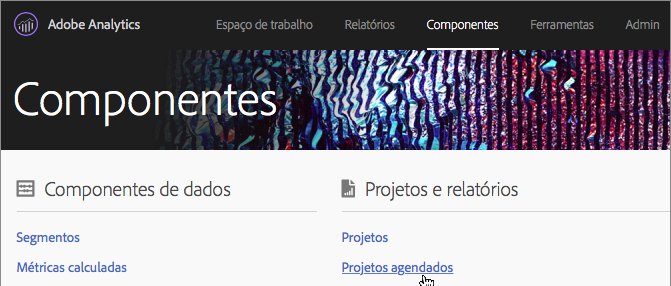 Adobe Analytics Espaço de trabalho Relatórios Componentes Ferramentas Admin
Componentes
Componentes de dados
Segmentos
Métricas calculadas
Projetos e relatórios
Projetos
Projetos agendados